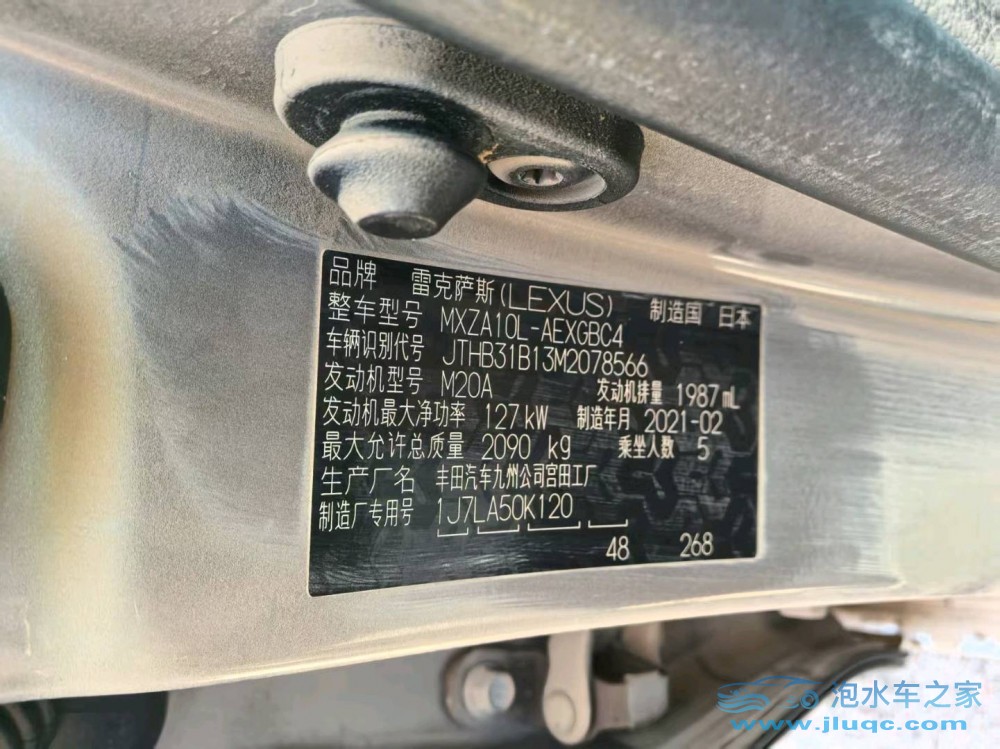 品牌 雷克萨斯(LEXUS) 制造国 日本
整车型号 MXZA10L-AEXGBC4
车辆识别代号 JTHB31B13M2078566
发动机型号 M20A 发动机排量 1987 mL
发动机最大净功率 127 kW 制造年月 2021-02
最大允许总质量 2090 kg 乘坐人数 5
生产厂名 丰田汽车九州公司宫田工厂
制造厂专用号 1J7LA50K120
48 268
泡水车之家
www.jluqc.com